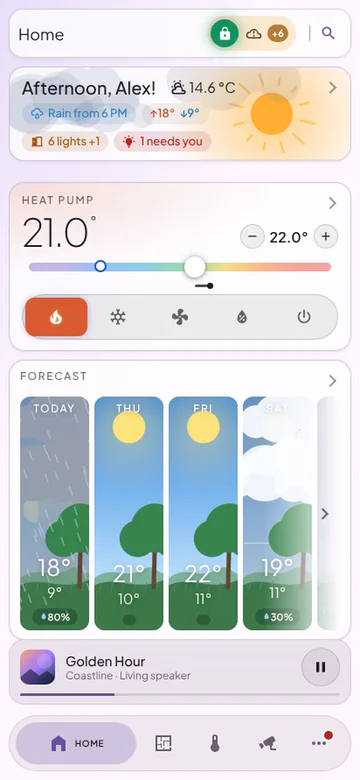 Home
+6
Afternoon, Alex!
14.6 °C
Rain from 6 PM
↑18° ↓9°
6 lights +1
1 needs you
HEAT PUMP
21.0°
22.0°
FORECAST
TODAY THU FRI SAT
18° 21° 22° 19°
9° 10° 11° 11°
80% 30%
Golden Hour
Coastline · Living speaker
HOME